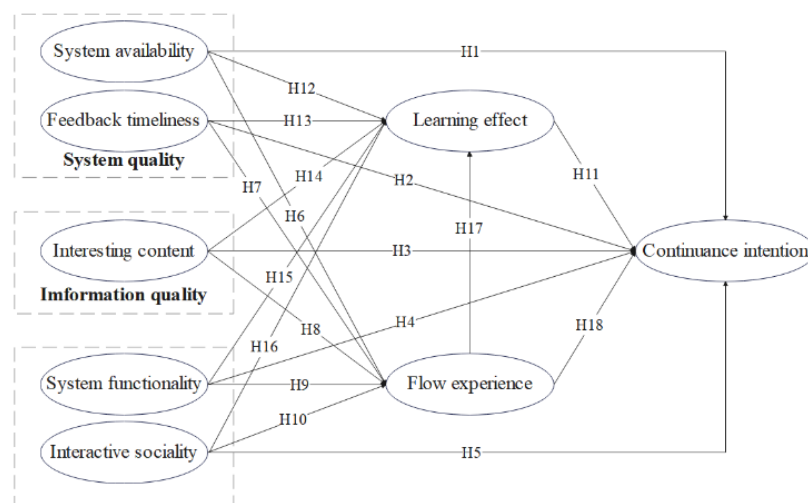 System availability
H1
H12
Feedback timeliness
H13
Learning effect
System quality
H14
H7
H2
H11
H6
H17
Interesting content
H3
Continuance intention
Imformation quality
H15
H8
H4
H16
H18
System functionality
H9
Flow experience
H10
Interactive sociality
H5